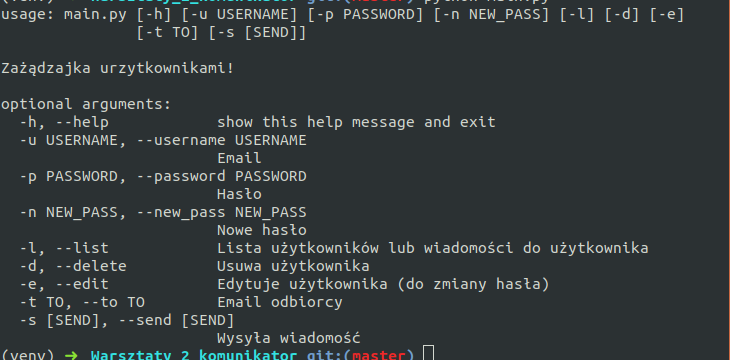 (venv) → Warsztaty_2_komunikator git:(master) python main.py
usage: main.py [-h] [-u USERNAME] [-p PASSWORD] [-n NEW_PASS] [-l] [-d] [-e]
               [-t TO] [-s [SEND]]
Zażądzajka urzytkownikami!
optional arguments:
  -h, --help            show this help message and exit
  -u USERNAME, --username USERNAME
                        Email
  -p PASSWORD, --password PASSWORD
                        Hasło
  -n NEW_PASS, --new_pass NEW_PASS
                        Nowe hasło
  -l, --list            Lista użytkowników lub wiadomości do użytkownika
  -d, --delete          Usuwa użytkownika
  -e, --edit            Edytuje użytkownika (do zmiany hasła)
  -t TO, --to TO        Email odbiorcy
  -s [SEND], --send [SEND]
                        Wysyła wiadomość
(venv) → Warsztaty_2_komunikator git:(master)